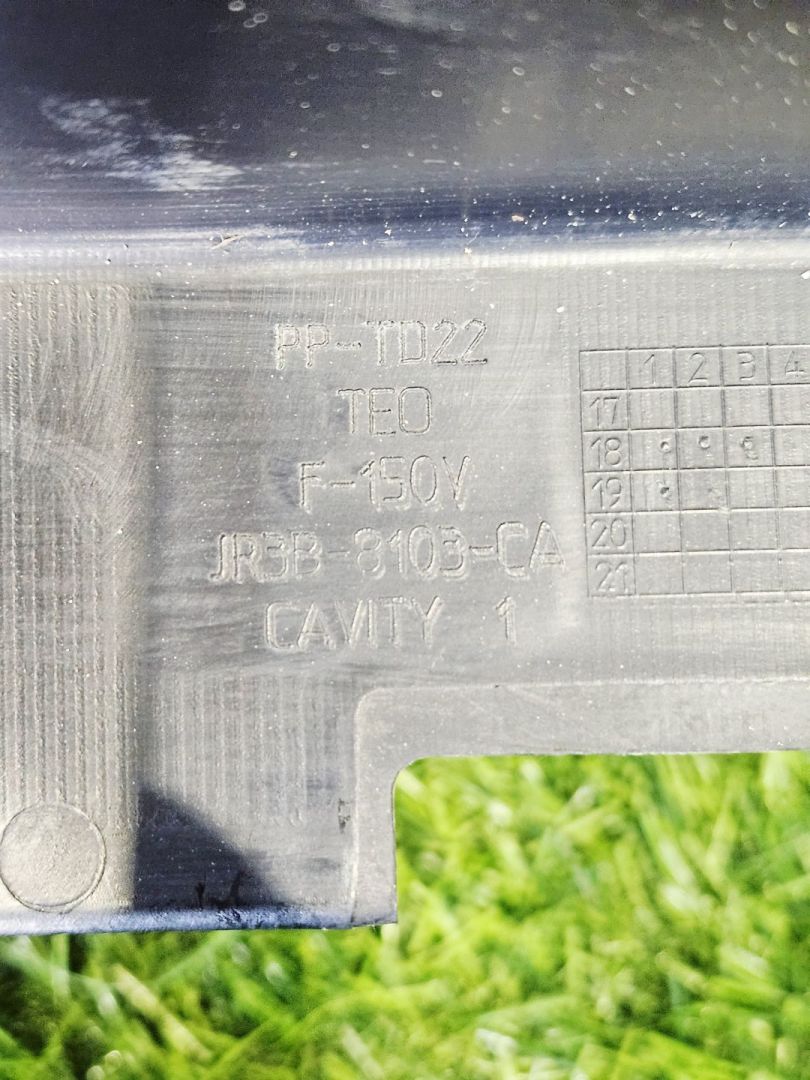 PP-TD22
TEO
F-150V
JR3B-8103-CA
CAVITY 1
1 2 3 4
17
18
19
20
21